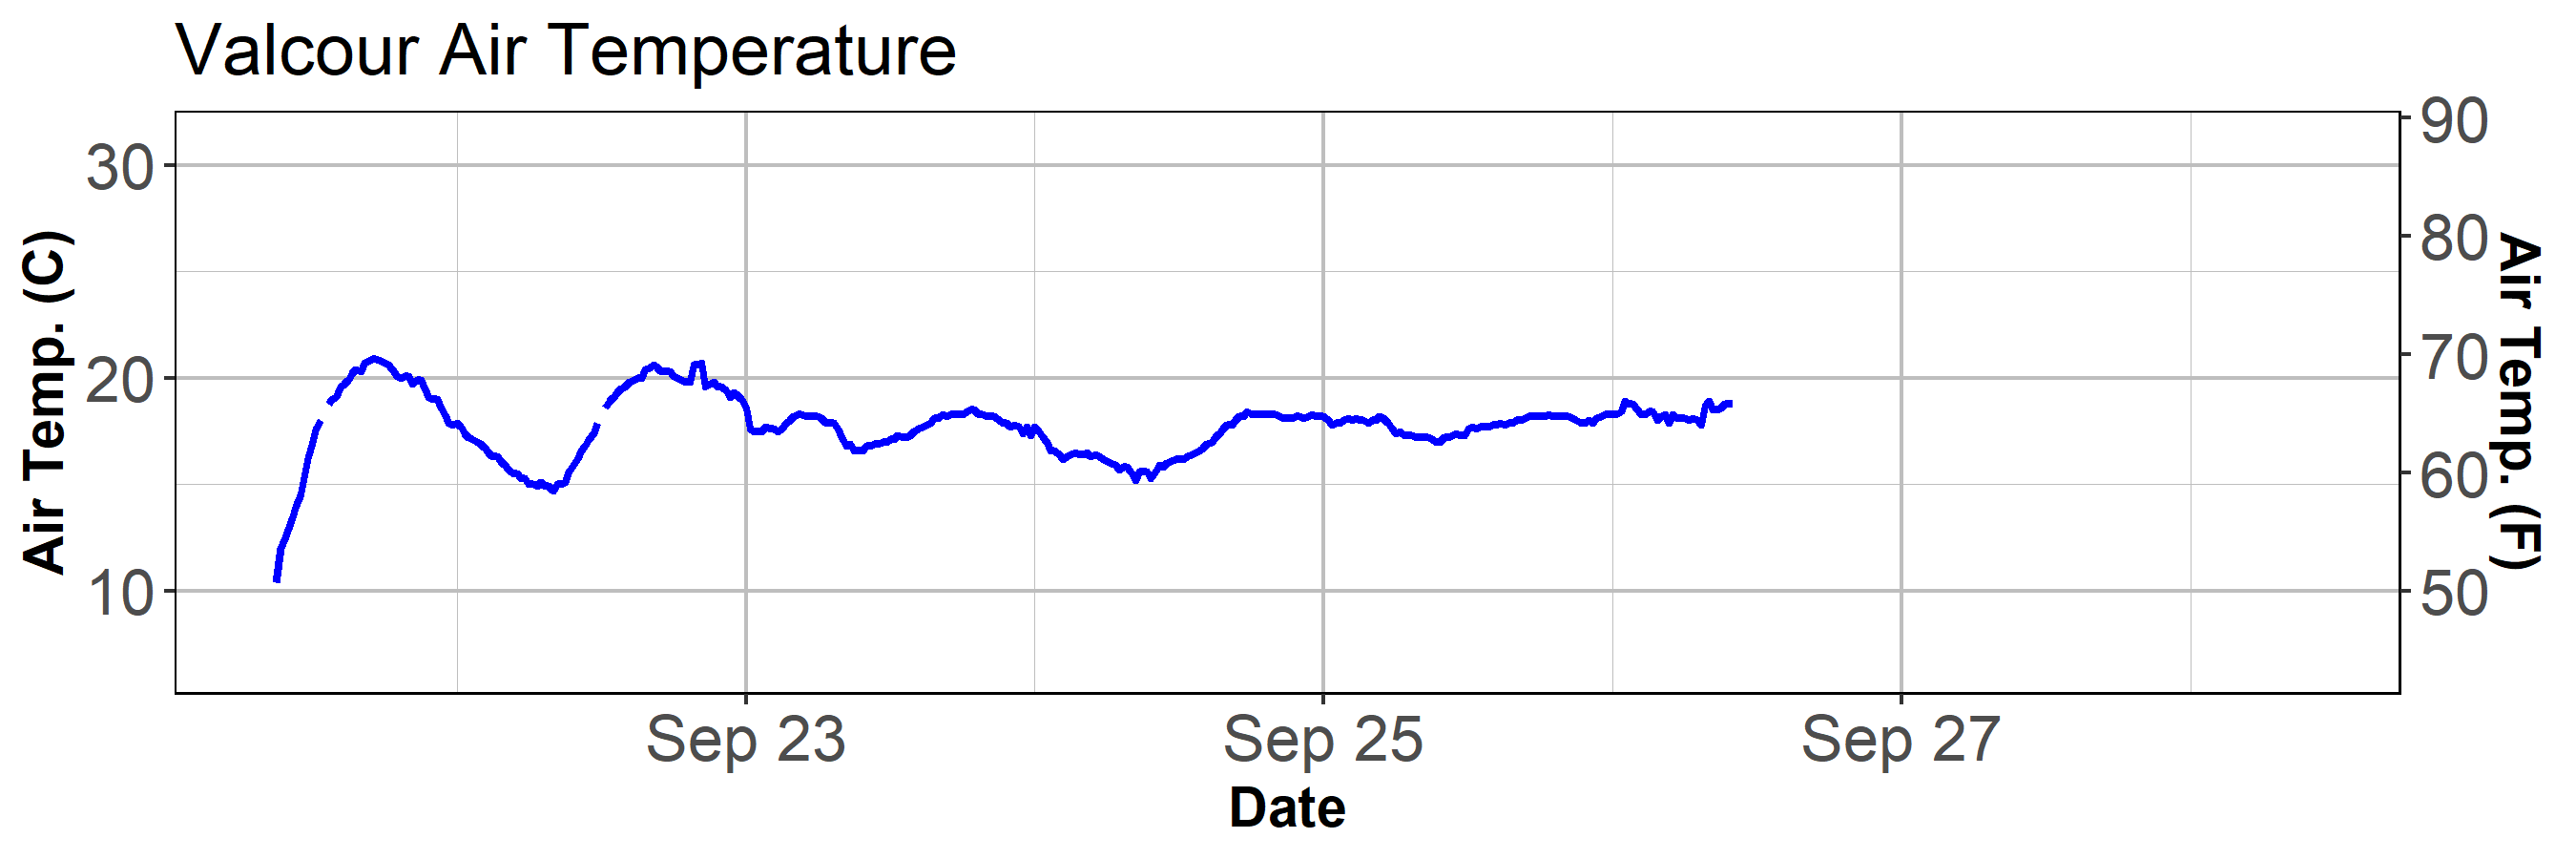 Valcour Air Temperature
Air Temp. (C)
30
20
10
90
80
70
60
50
Air Temp. (F)
Sep 23
Sep 25
Sep 27
Date